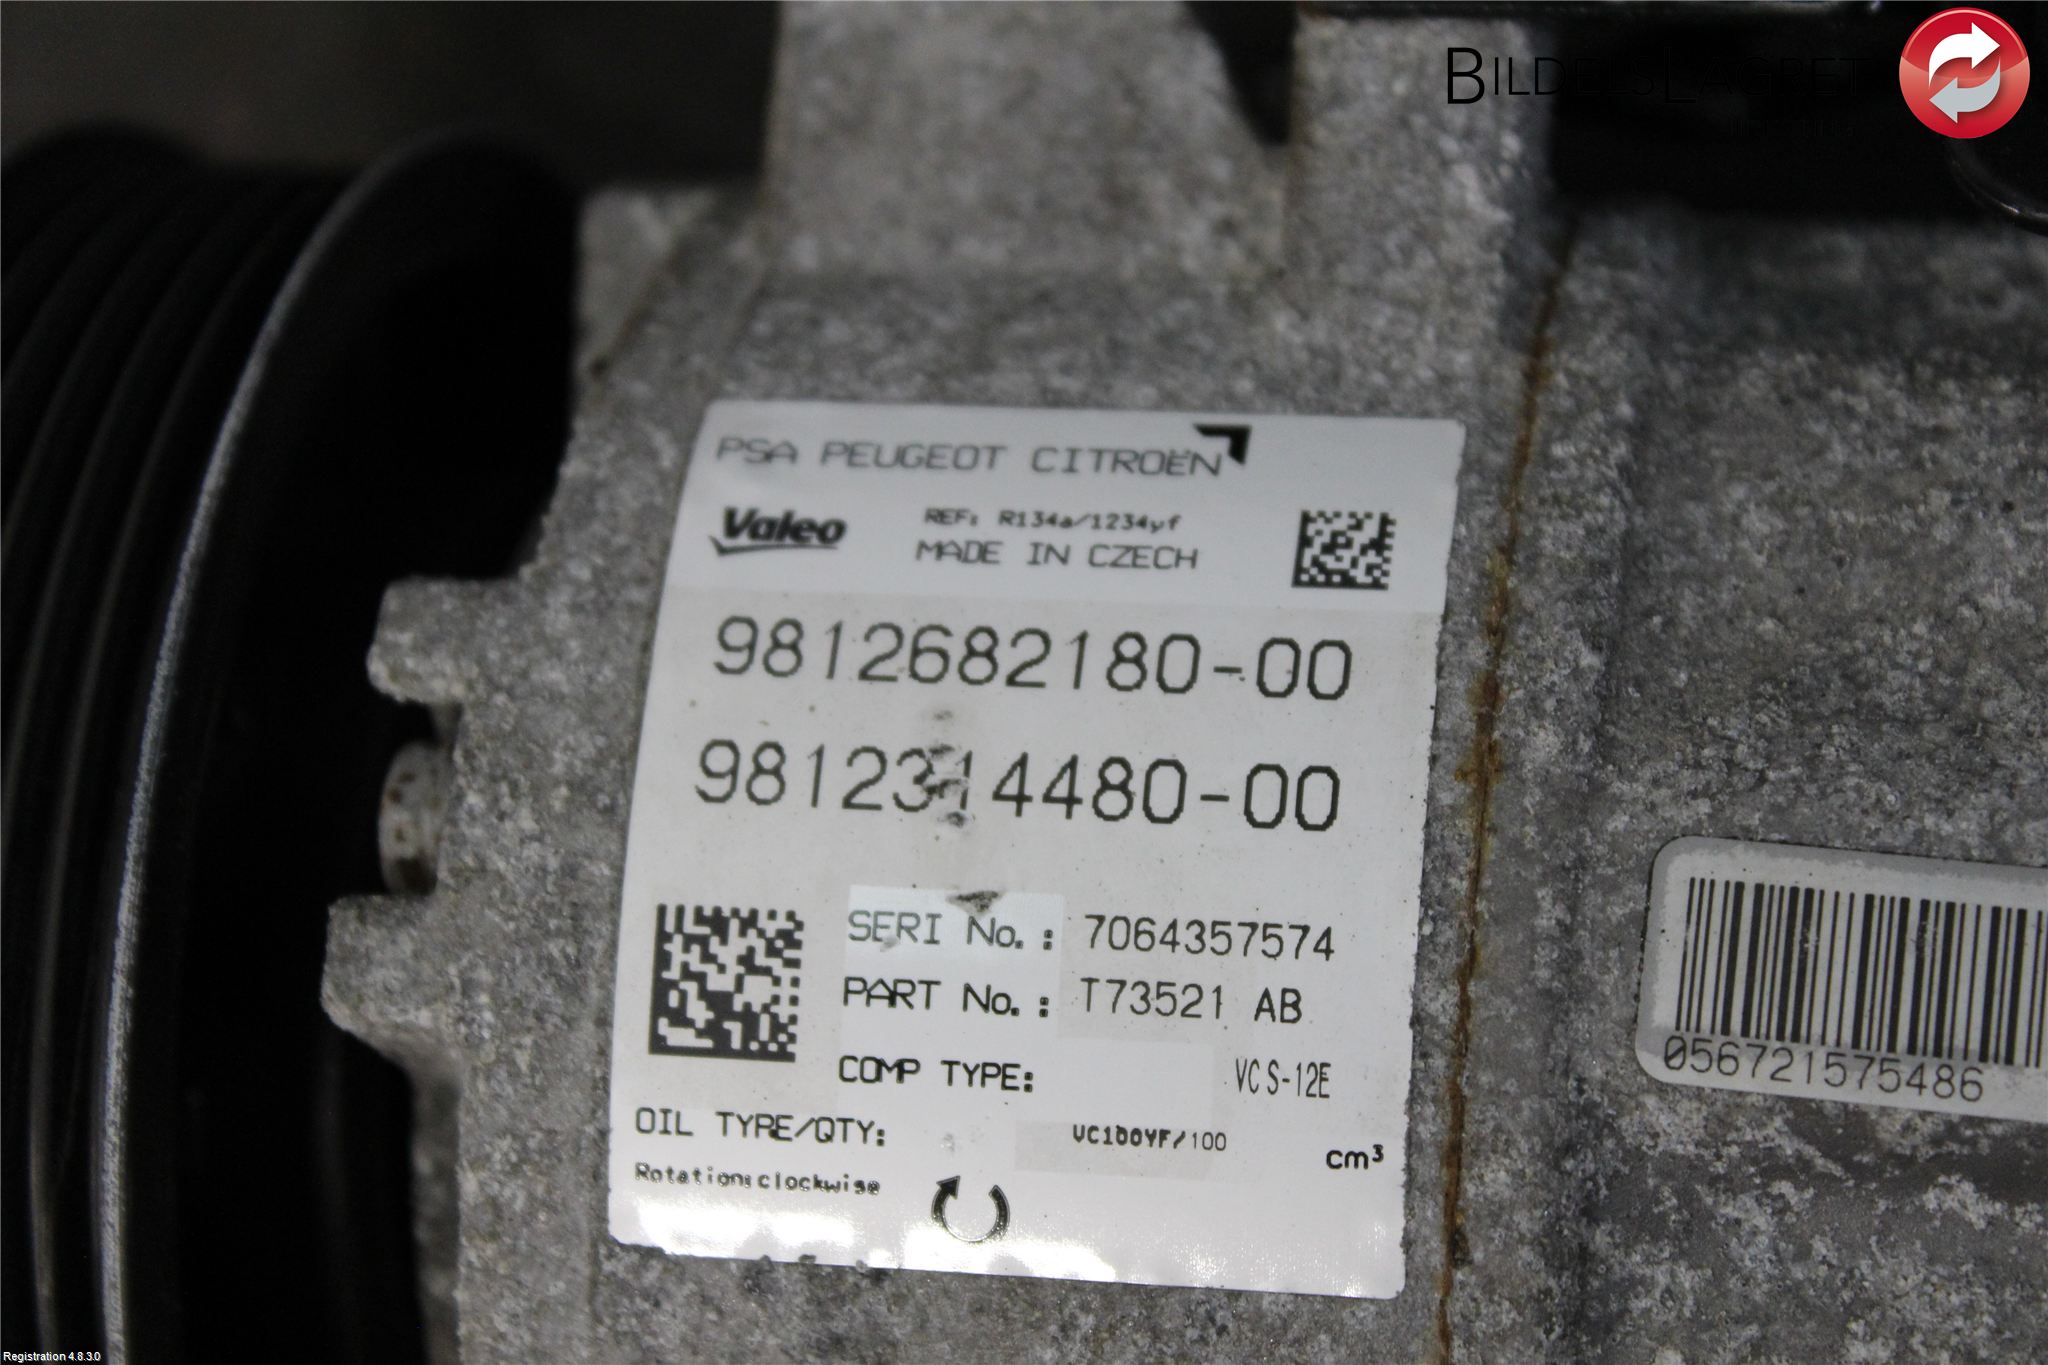 BILDELSLAGRET
PSA PEUGEOT CITROËN
Valeo
REF: R134a/1234yf
MADE IN CZECH
9812682180-00
9812314480-00
SERI No. : 7064357574
PART No. : T73521 AB
COMP TYPE: VC S-12E
OIL TYPE/QTY: VC100YF/100 cm³
Rotation:clockwise
056721575486
Registration 4.8.3.0